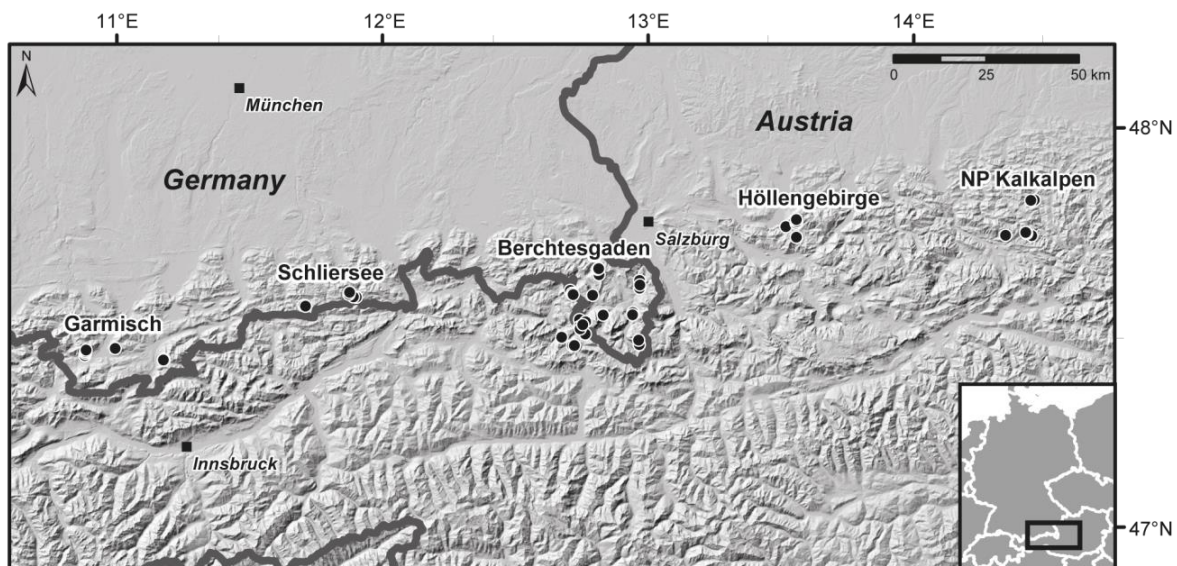 11°E 12°E 13°E 14°E
N
0 25 50 km
München
Austria
48°N
Germany
NP Kalkalpen
Höllengebirge
Salzburg
Berchtesgaden
Schliersee
Garmisch
Innsbruck
47°N